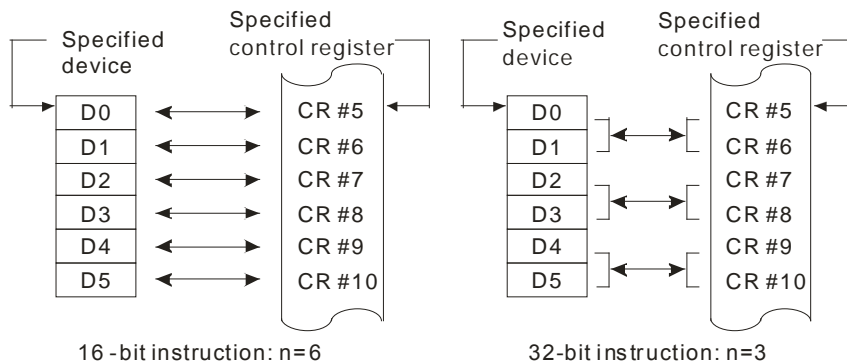 Specified
device
Specified
control register
D0
D1
D2
D3
D4
D5
CR #5
CR #6
CR #7
CR #8
CR #9
CR #10
16-bit instruction: n=6
Specified
device
Specified
control register
D0
D1
D2
D3
D4
D5
CR #5
CR #6
CR #7
CR #8
CR #9
CR #10
32-bit instruction: n=3